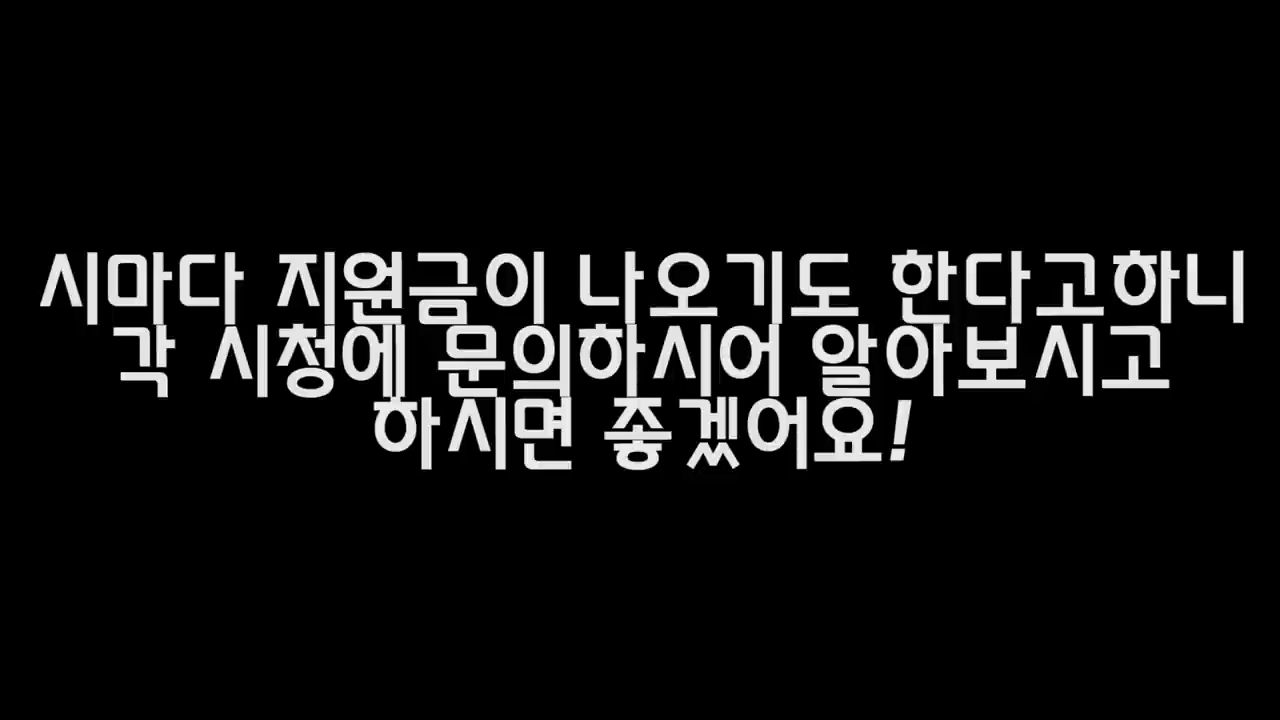 시마다 지원금이 나오기도 한다고하니
각 시청에 문의하시어 알아보시고
하시면 좋겠어요!